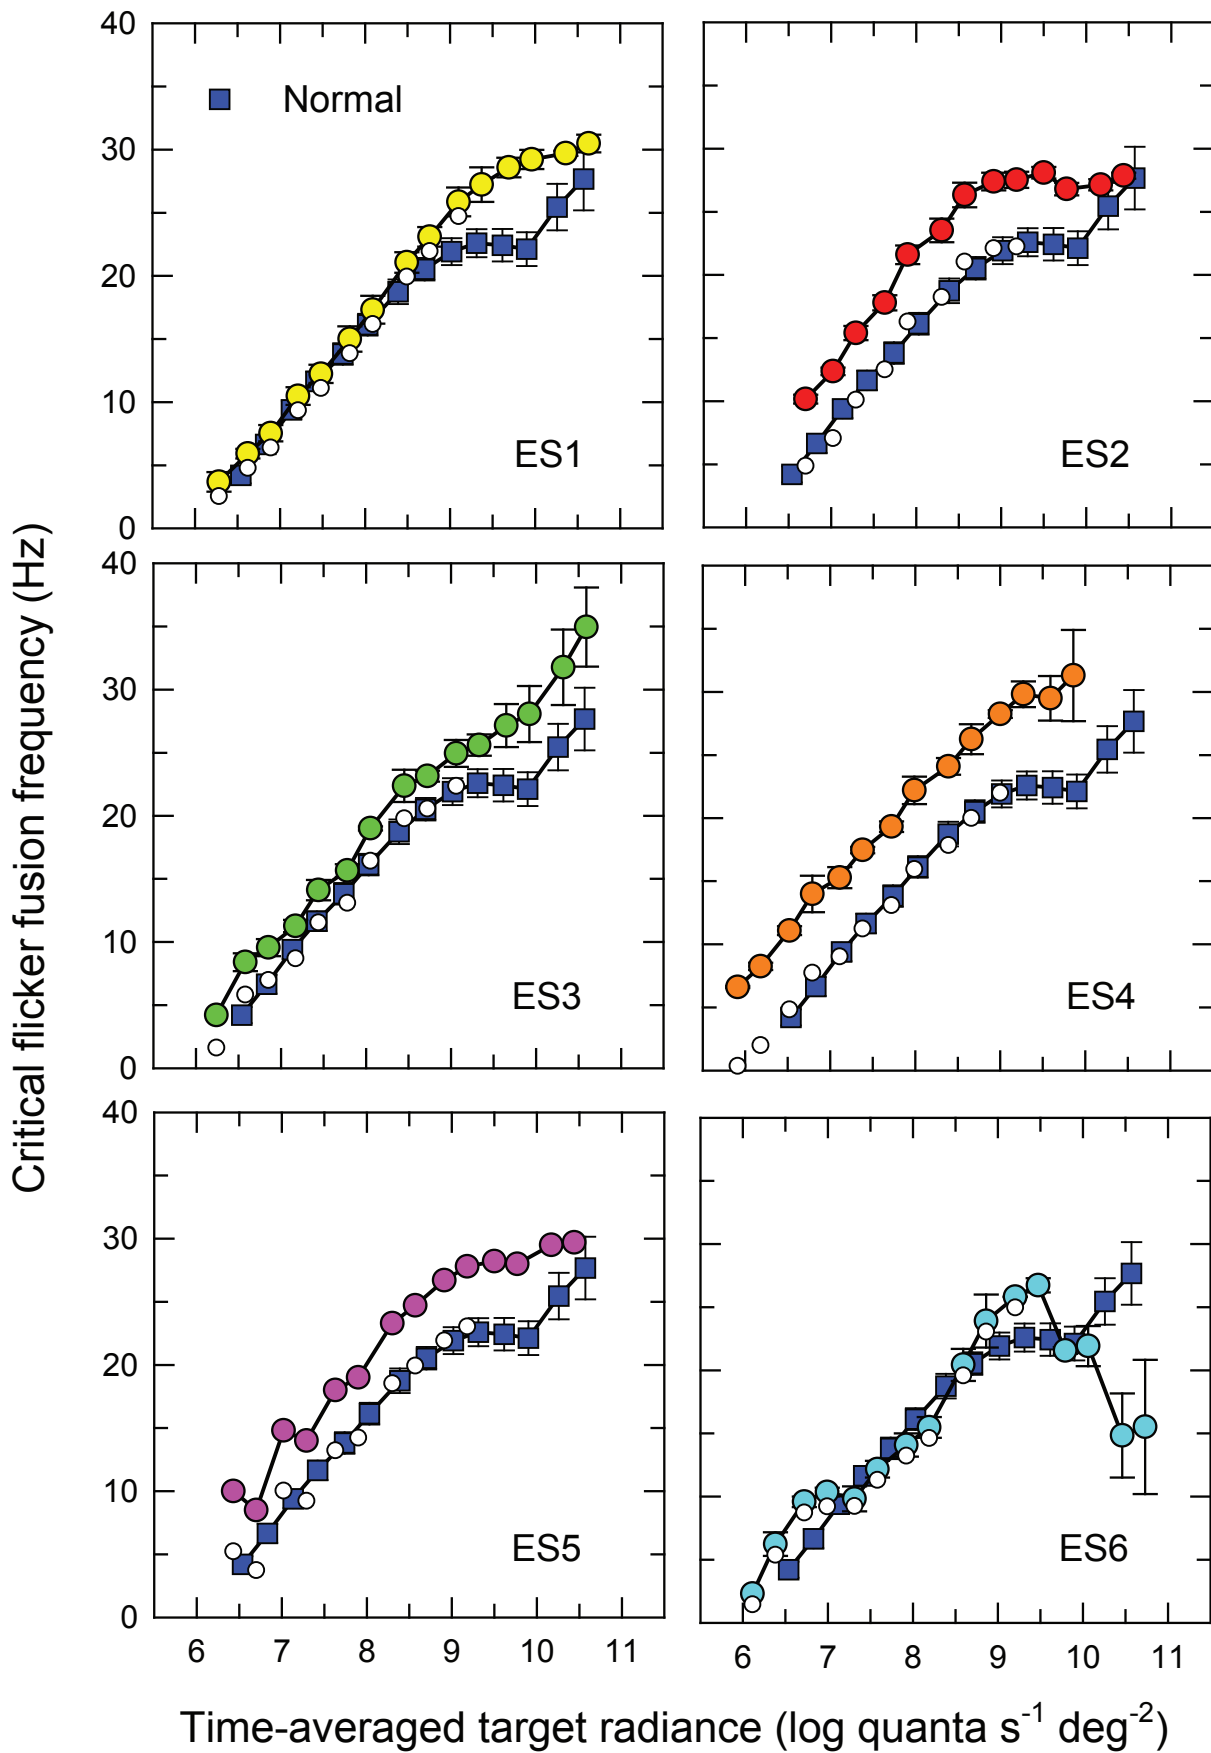 40
30
20
10
0
Normal
ES1
ES2
40
30
20
10
0
ES3
ES4
40
30
20
10
0
ES5
ES6
6 7 8 9 10 11
6 7 8 9 10 11
Critical flicker fusion frequency (Hz)
Time-averaged target radiance (log quanta s⁻¹ deg⁻²)